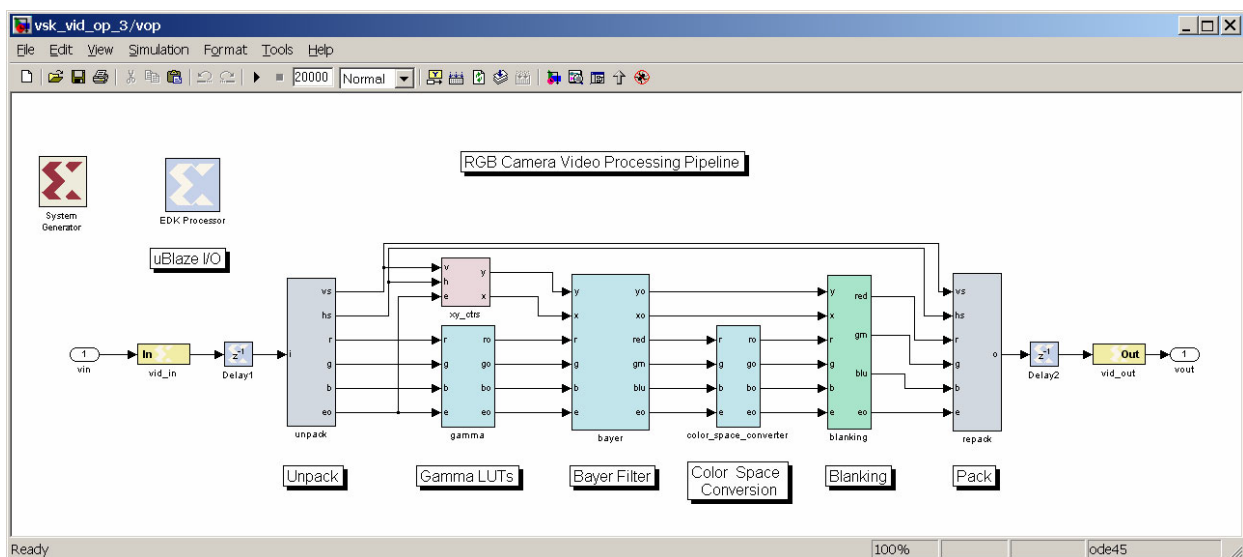 vsk_vid_op_3/vop
File Edit View Simulation Format Tools Help
20000 Normal
RGB Camera Video Processing Pipeline
System
Generator
EDK Processor
uBlaze I/O
1
vin
In
vid_in
z-1
Delay1
i
vs
hs
r
g
b
eo
unpack
v
h
e
y
x
xy_ctrs
r
g
b
e
ro
go
bo
eo
gamma
y
x
r
g
b
e
yo
xo
red
grn
blu
eo
bayer
r
g
b
e
ro
go
bo
eo
color_space_converter
y
x
r
g
b
e
red
grn
blu
eo
blanking
vs
hs
r
g
b
e
o
repack
z-1
Delay2
Out
vid_out
1
vout
Unpack
Gamma LUTs
Bayer Filter
Color Space
Conversion
Blanking
Pack
Ready 100% ode45